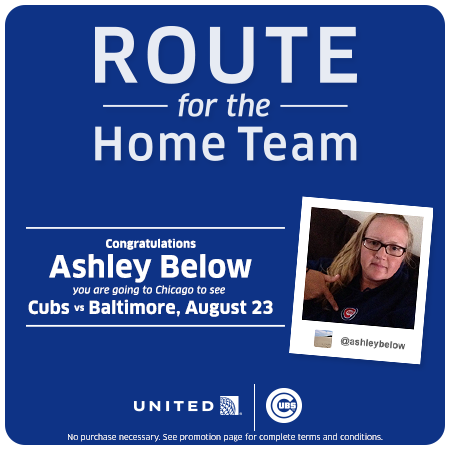 ROUTE
for the
Home Team
Congratulations
Ashley Below
you are going to Chicago to see
Cubs vs Baltimore, August 23
@ashleybelow
UNITED
CUBS
No purchase necessary. See promotion page for complete terms and conditions.